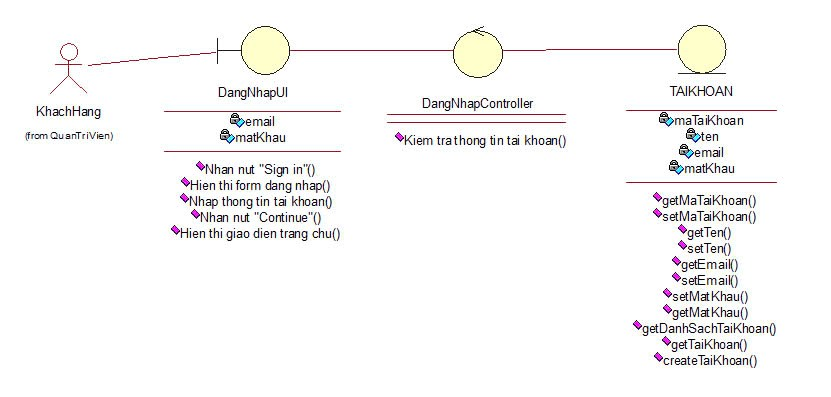 KhachHang
(from QuanTriVien)
DangNhapUI
email
matKhau
Nhan nut "Sign in"()
Hien thi form dang nhap()
Nhap thong tin tai khoan()
Nhan nut "Continue"()
Hien thi giao dien trang chu()
DangNhapController
Kiem tra thong tin tai khoan()
TAIKHOAN
maTaiKhoan
ten
email
matKhau
getMaTaiKhoan()
setMaTaiKhoan()
getTen()
setTen()
getEmail()
setEmail()
setMatKhau()
getMatKhau()
getDanhSachTaiKhoan()
getTaiKhoan()
createTaiKhoan()